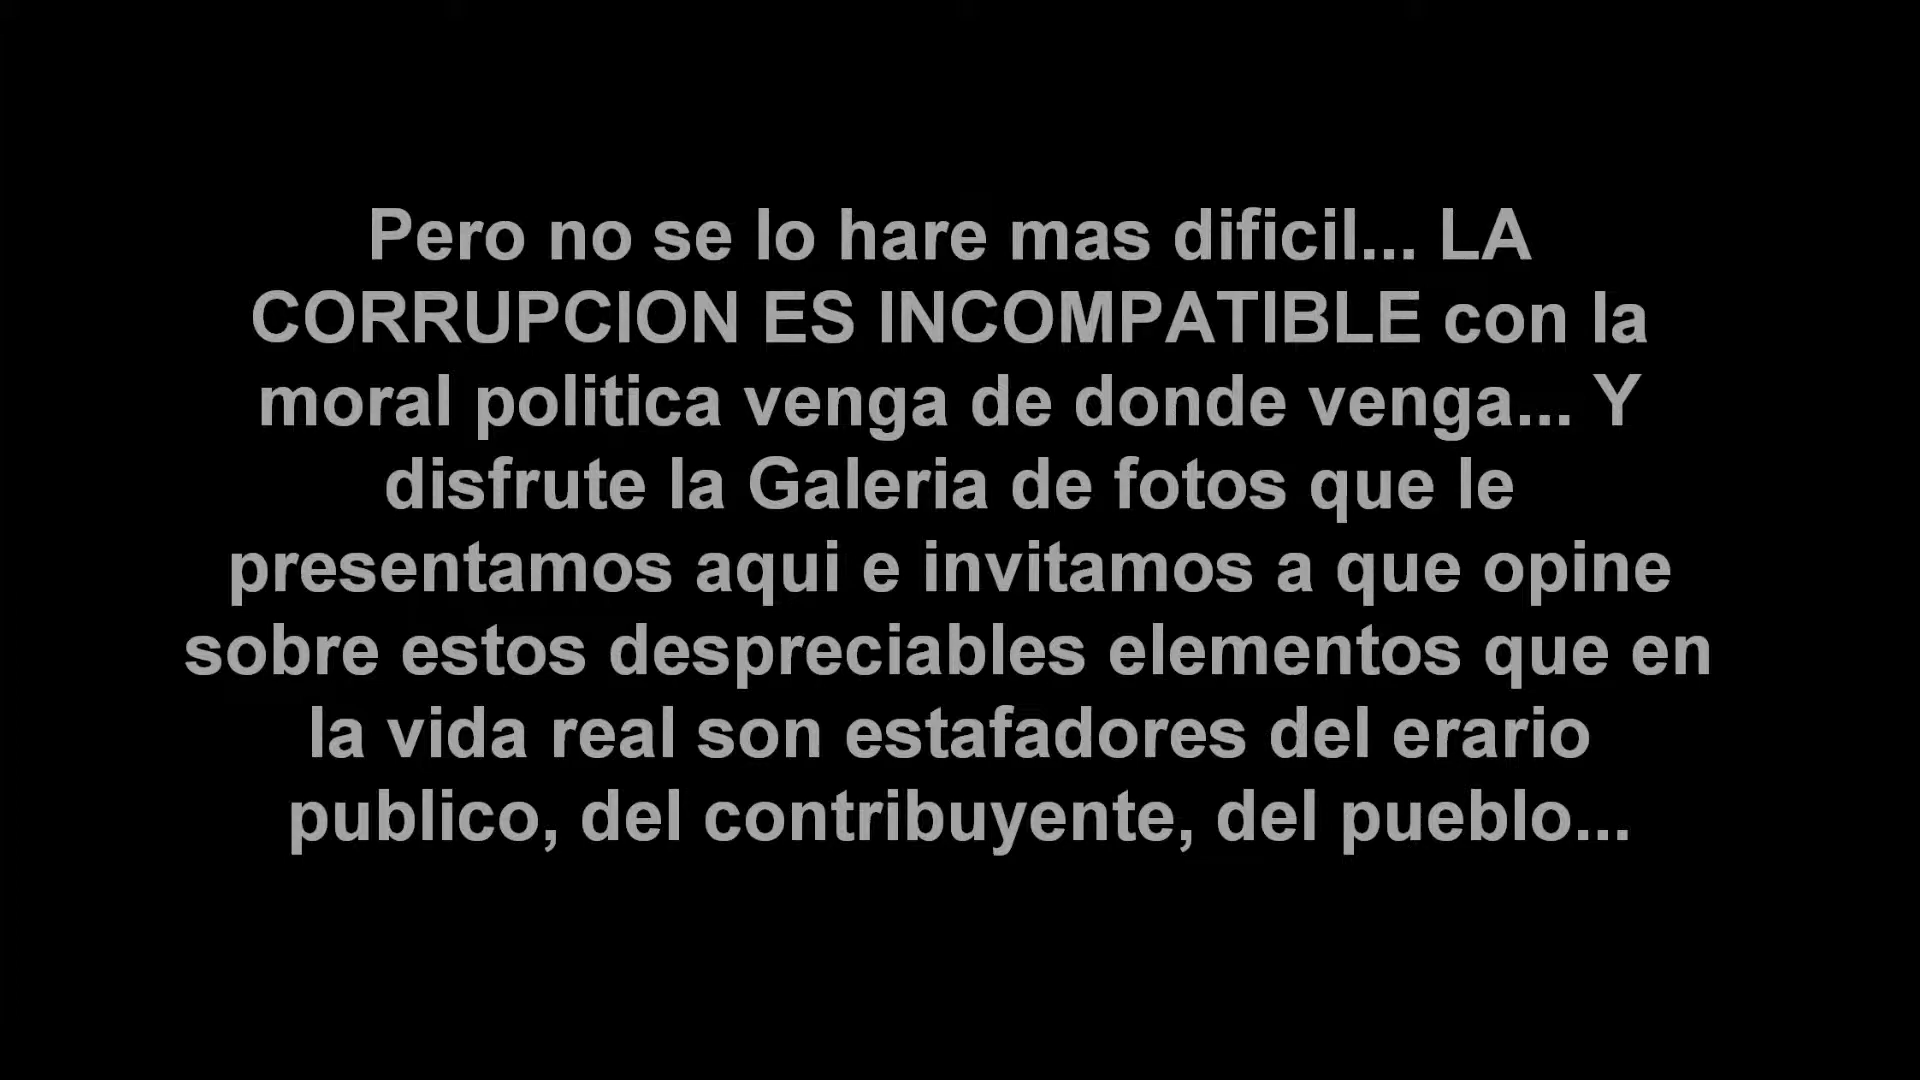 Pero no se lo hare mas dificil... LA
CORRUPCION ES INCOMPATIBLE con la
moral politica venga de donde venga... Y
disfrute la Galeria de fotos que le
presentamos aqui e invitamos a que opine
sobre estos despreciables elementos que en
la vida real son estafadores del erario
publico, del contribuyente, del pueblo...